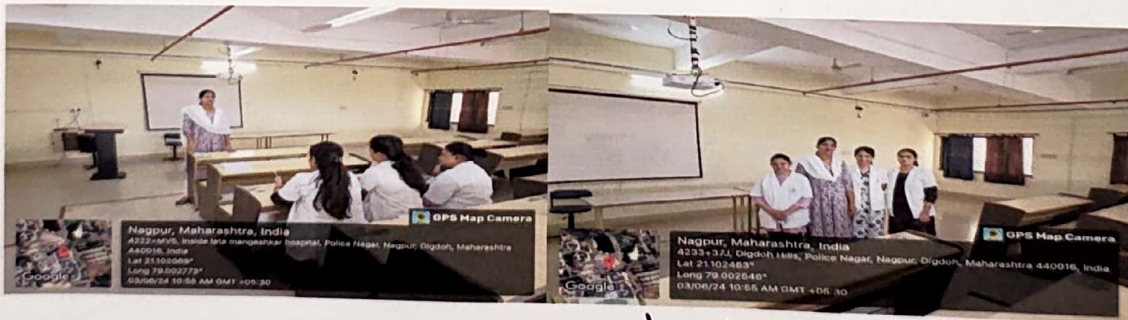 GPS Map Camera
Nagpur, Maharashtra, India
4222+MV6, Inside lata mangeshkar hospital, Police Nagar, Nagpur, Digdoh, Maharashtra
440016, India
Lat 21.102069°
Long 79.002773°
03/06/24 10:56 AM GMT +05:30
Google
GPS Map Camera
Nagpur, Maharashtra, India
4233+37J, Digdoh Hills, Police Nagar, Nagpur, Digdoh, Maharashtra 440016, India
Lat 21.102463°
Long 79.002546°
03/06/24 10:55 AM GMT +05:30
Google